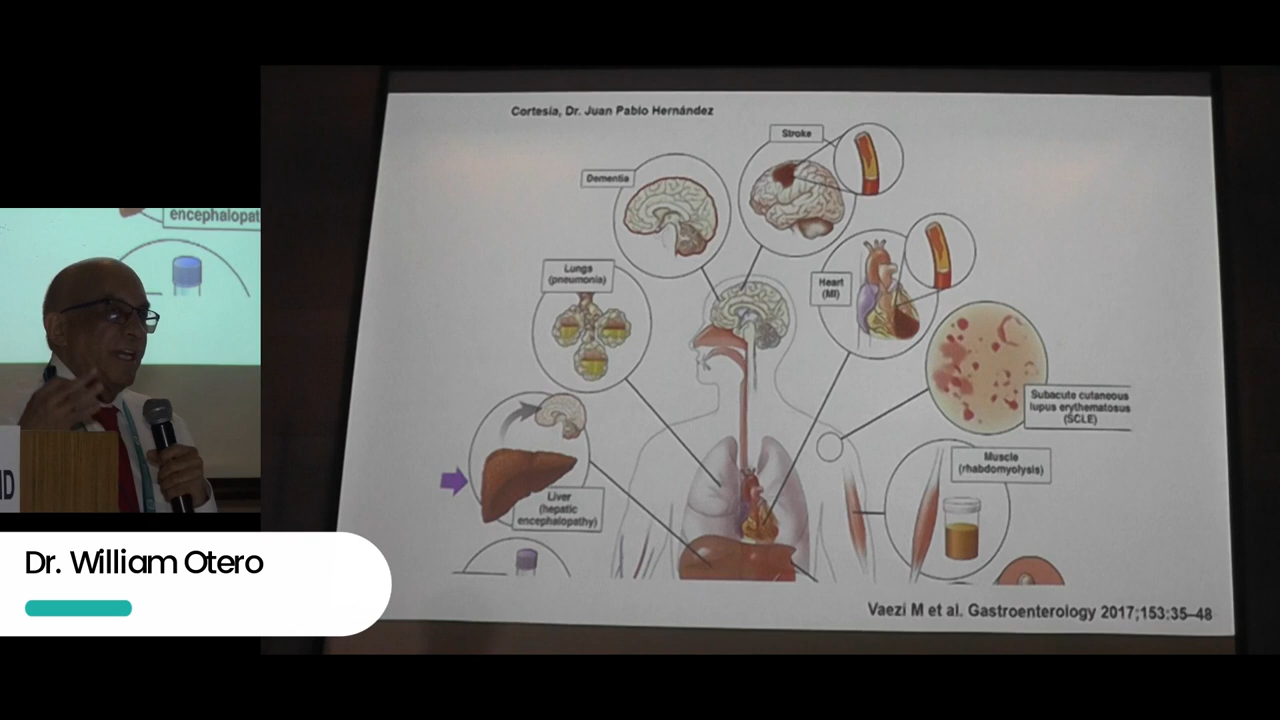 Cortesía, Dr. Juan Pablo Hernández
Stroke
Dementia
Lungs
(pneumonia)
Heart
(MI)
Subacute cutaneous
lupus erythematosus
(SCLE)
Muscle
(rhabdomyolysis)
Liver
(hepatic
encephalopathy)
Vaezi M et al. Gastroenterology 2017;153:35–48
encephalopat
ND
Dr. William Otero